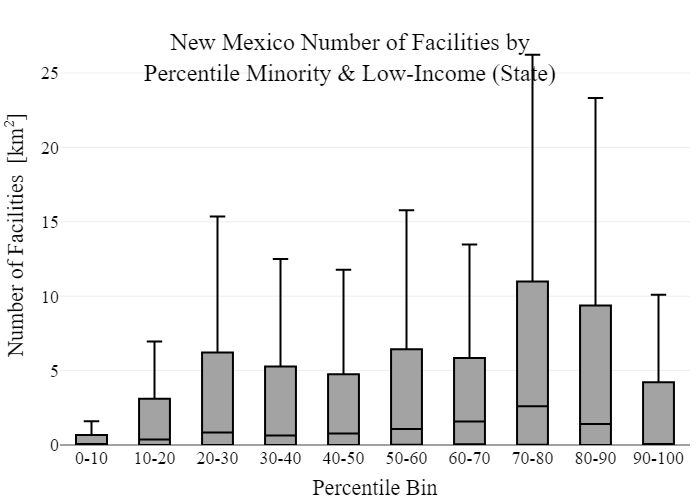 New Mexico Number of Facilities by
Percentile Minority & Low-Income (State)
Number of Facilities [km²]
25
20
15
10
5
0
0-10 10-20 20-30 30-40 40-50 50-60 60-70 70-80 80-90 90-100
Percentile Bin